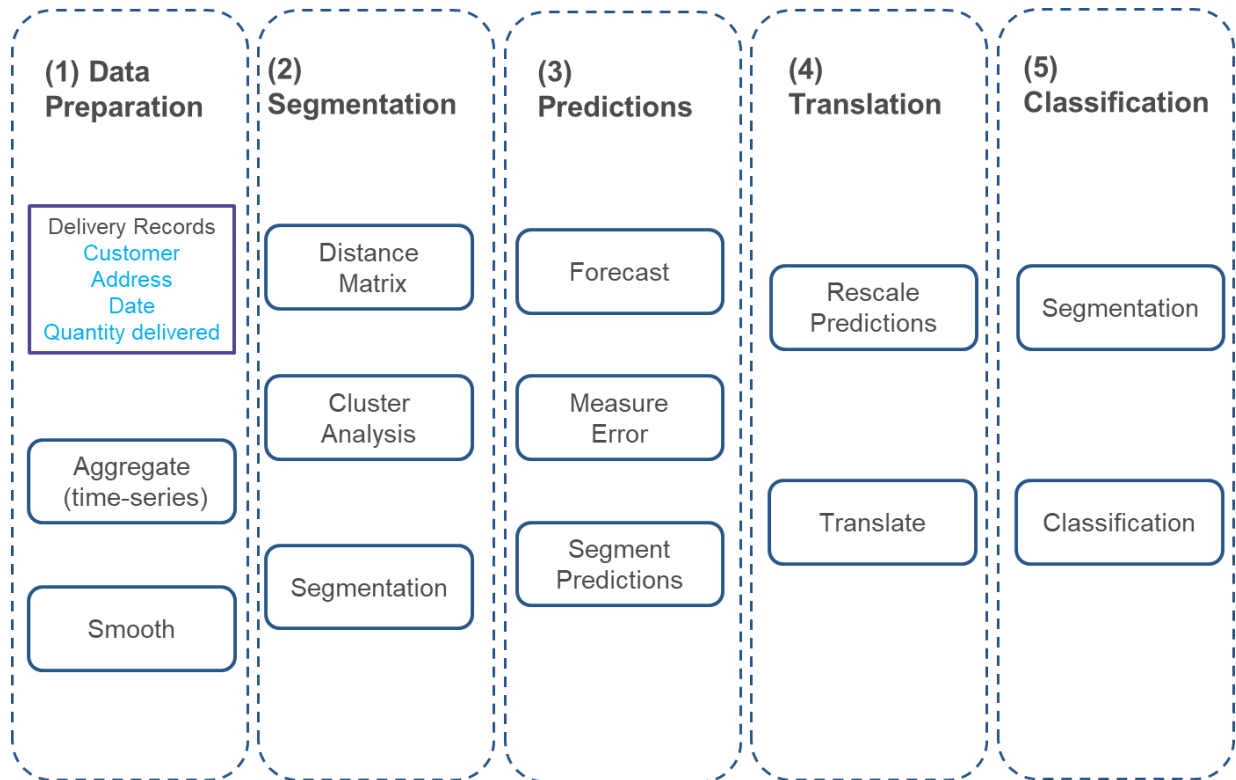 (1) Data
Preparation
Delivery Records
Customer
Address
Date
Quantity delivered
Aggregate
(time-series)
Smooth
(2)
Segmentation
Distance
Matrix
Cluster
Analysis
Segmentation
(3)
Predictions
Forecast
Measure
Error
Segment
Predictions
(4)
Translation
Rescale
Predictions
Translate
(5)
Classification
Segmentation
Classification